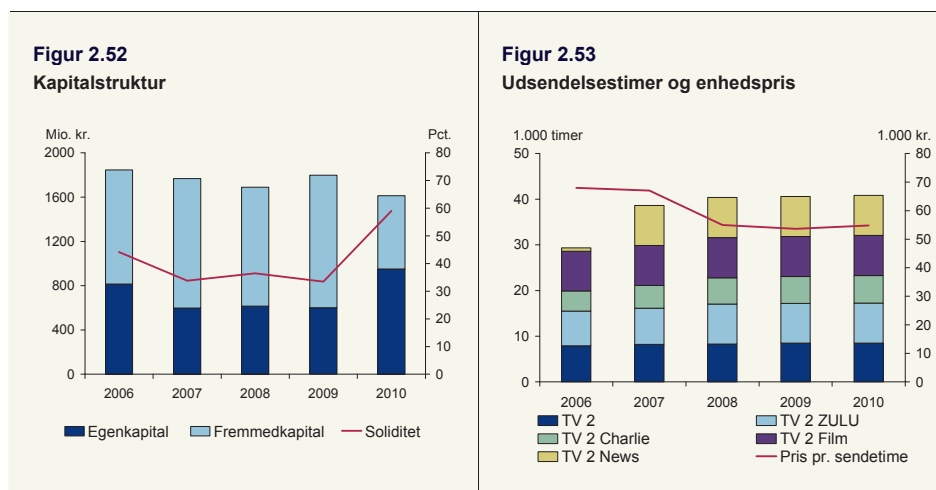 Figur 2.52
Kapitalstruktur
Mio. kr. Pct.
2000 80
70
1600 60
50
1200 40
800 30
20
400 10
0 0
2006 2007 2008 2009 2010
Egenkapital Fremmedkapital Soliditet
Figur 2.53
Udsendelsestimer og enhedspris
1.000 timer 1.000 kr.
50 80
70
40 60
30 50
40
20 30
20
10 10
0 0
2006 2007 2008 2009 2010
TV 2 TV 2 ZULU
TV 2 Charlie TV 2 Film
TV 2 News Pris pr. sendetime